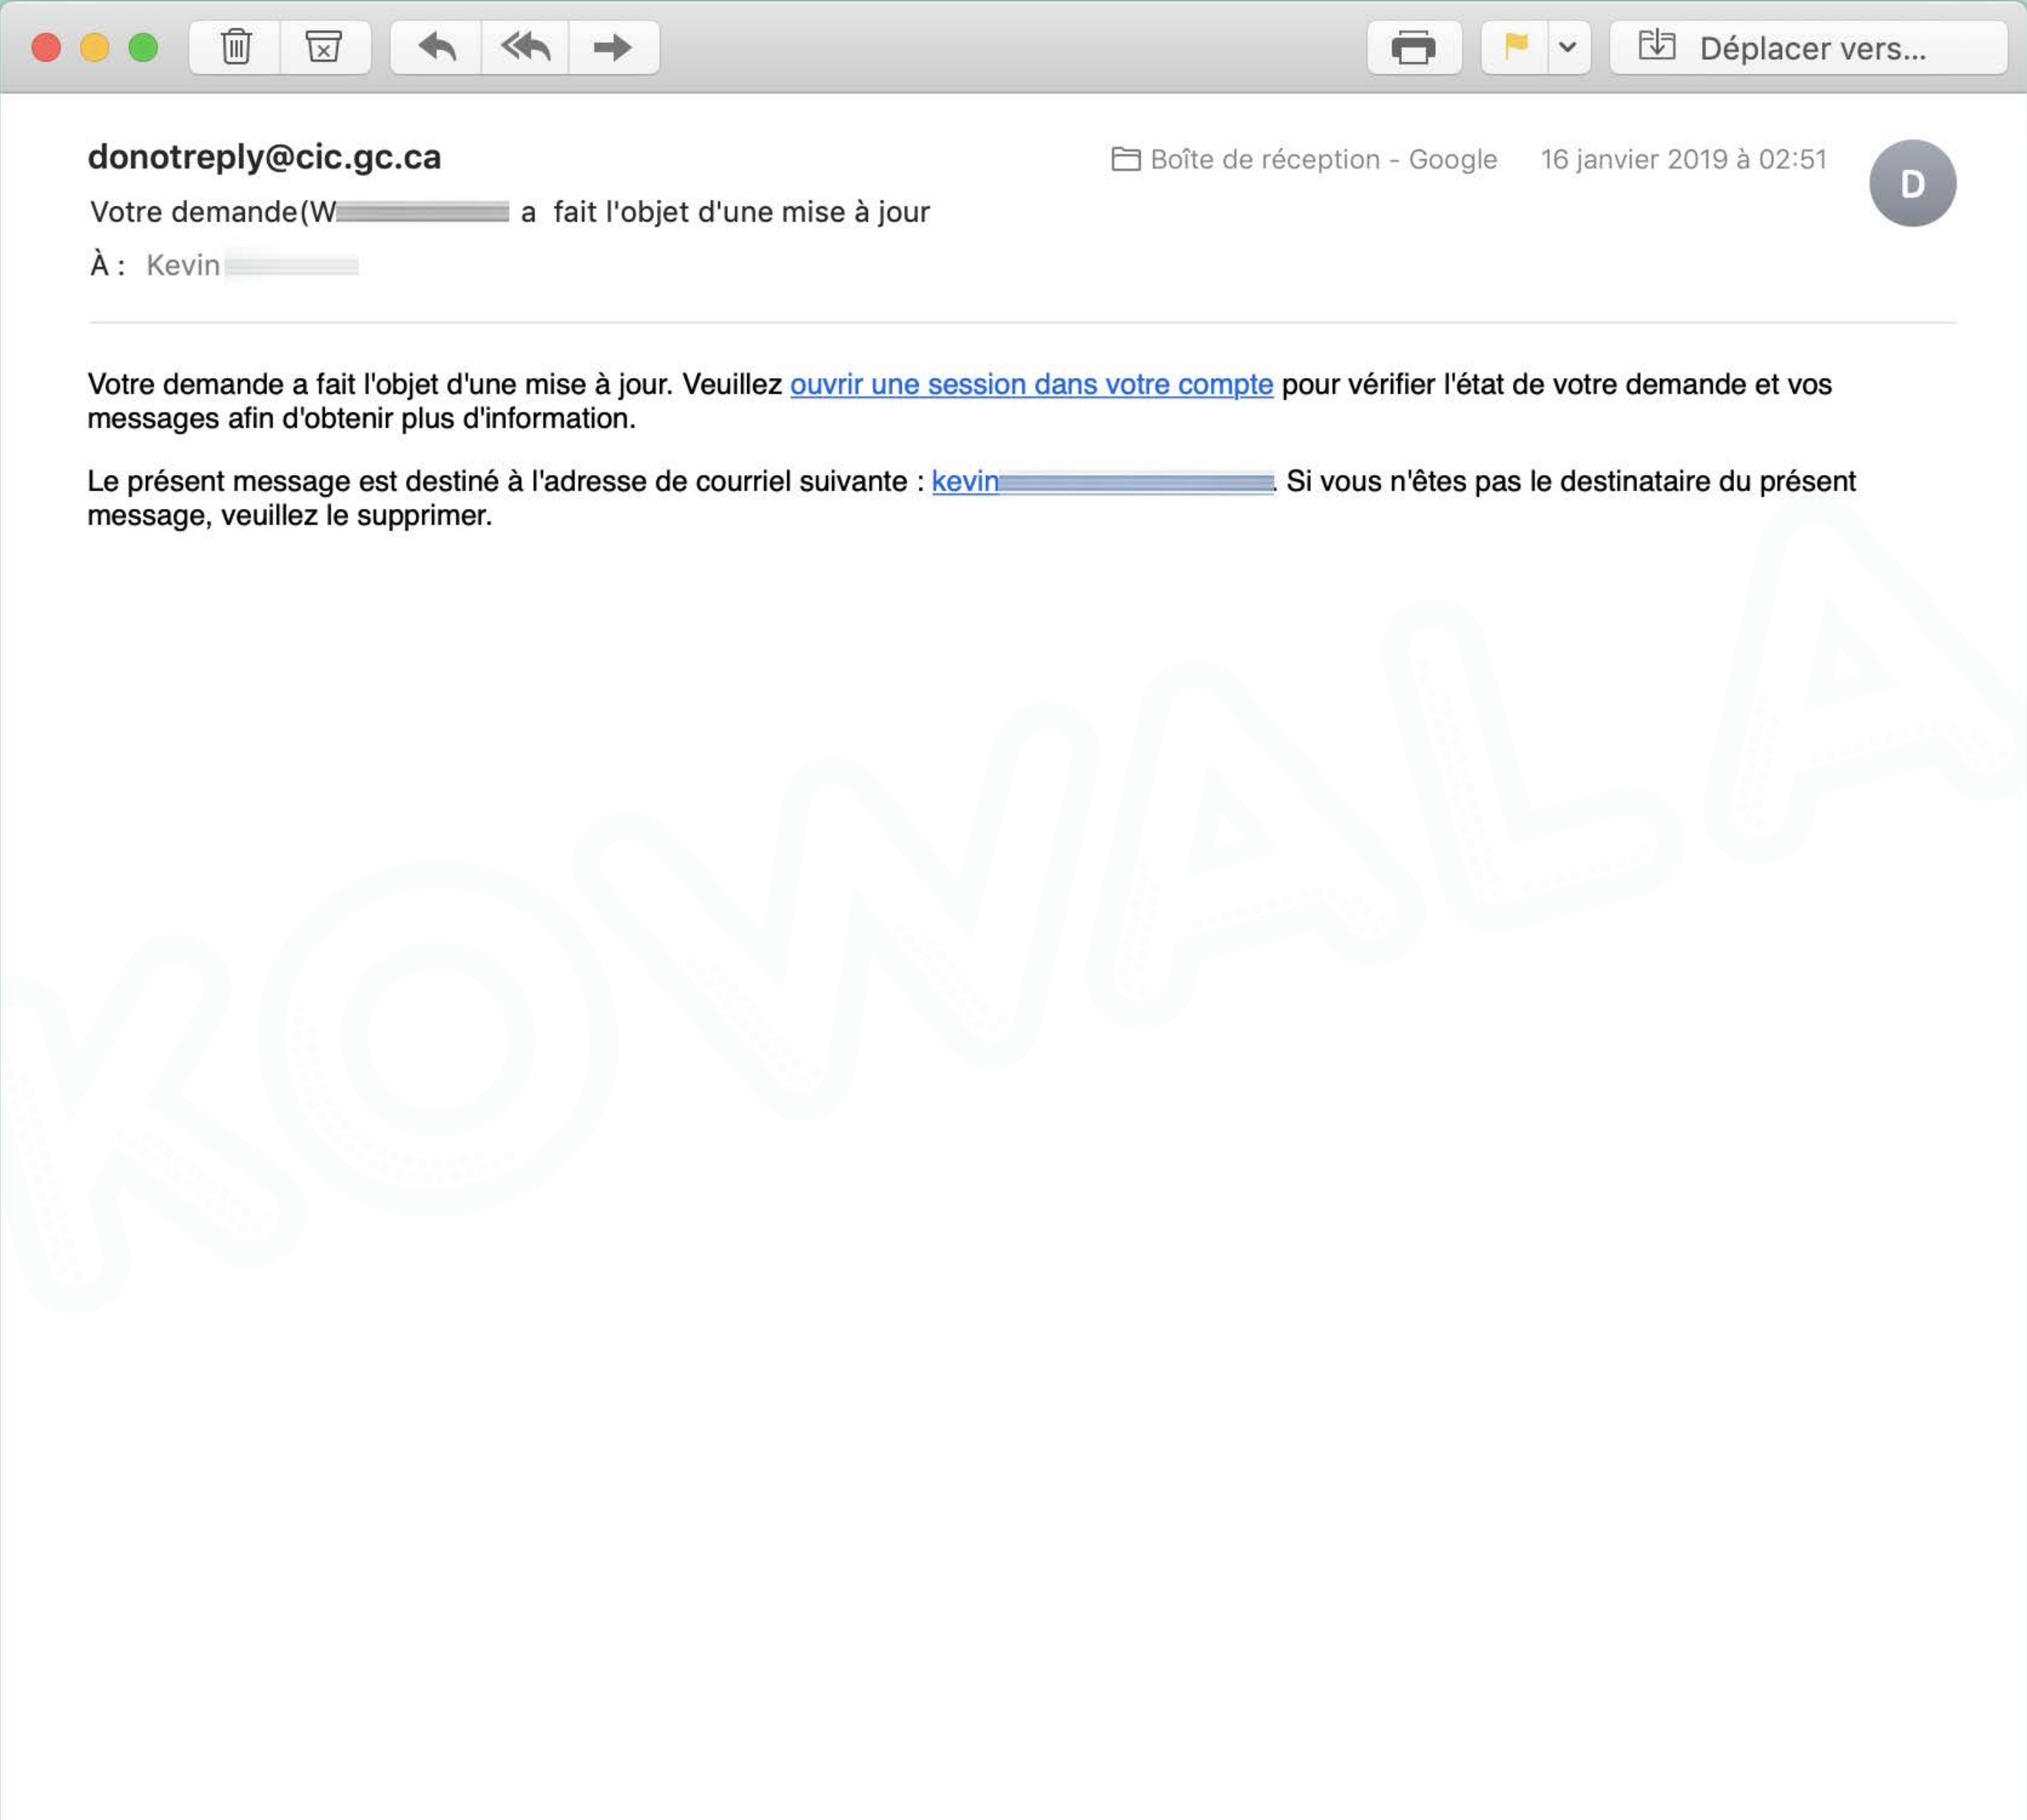 Déplacer vers...
donotreply@cic.gc.ca
Boîte de réception - Google 16 janvier 2019 à 02:51
D
Votre demande(W a fait l'objet d'une mise à jour
À : Kevin
Votre demande a fait l'objet d'une mise à jour. Veuillez ouvrir une session dans votre compte pour vérifier l'état de votre demande et vos
messages afin d'obtenir plus d'information.
Le présent message est destiné à l'adresse de courriel suivante : kevin . Si vous n'êtes pas le destinataire du présent
message, veuillez le supprimer.
KOWALA